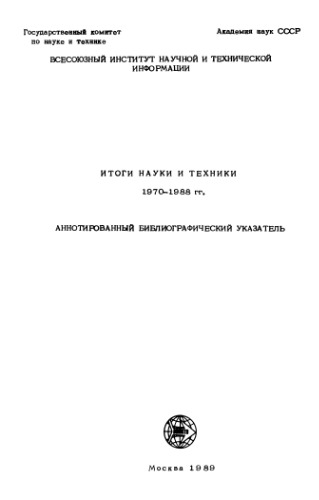 Государственный комитет
по науке и технике
Академия наук СССР
ВСЕСОЮЗНЫЙ ИНСТИТУТ НАУЧНОЙ И ТЕХНИЧЕСКОЙ
ИНФОРМАЦИИ
ИТОГИ НАУКИ И ТЕХНИКИ
1970-1988 гг.
АННОТИРОВАННЫЙ БИБЛИОГРАФИЧЕСКИЙ УКАЗАТЕЛЬ
Москва 1989